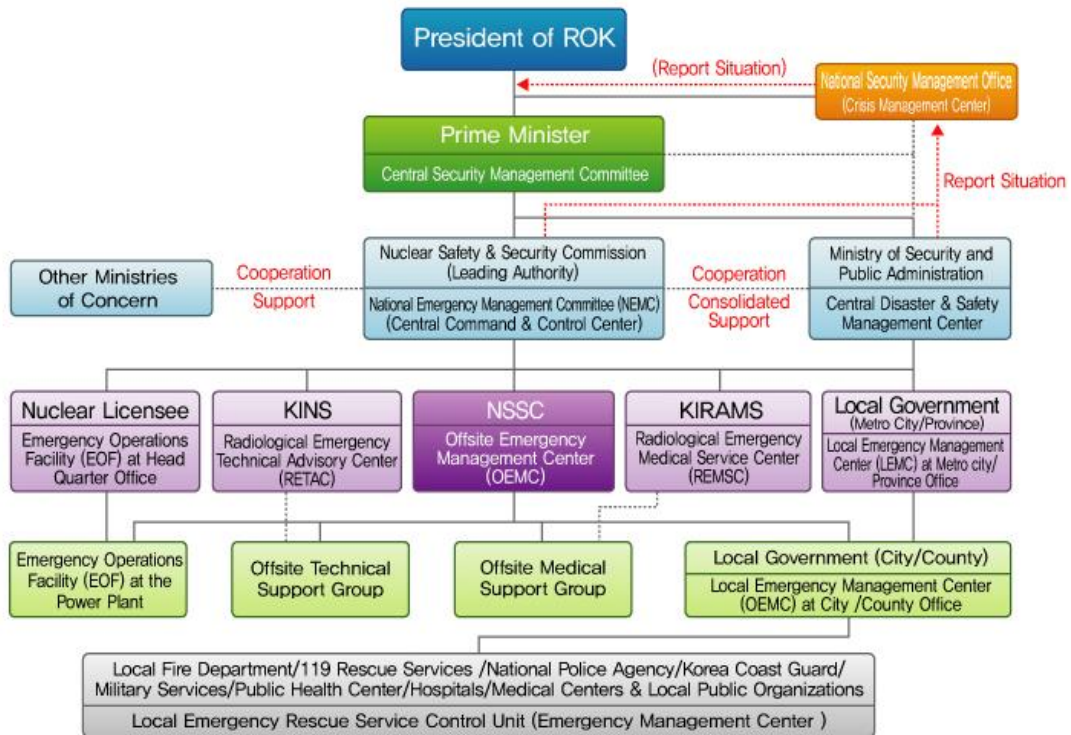 President of ROK
(Report Situation)
National Security Management Office
(Crisis Management Center)
Prime Minister
Central Security Management Committee
Report Situation
Other Ministries
of Concern
Cooperation
Support
Nuclear Safety & Security Commission
(Leading Authority)
National Emergency Management Committee (NEMC)
(Central Command & Control Center)
Cooperation
Consolidated
Support
Ministry of Security and
Public Administration
Central Disaster & Safety
Management Center
Nuclear Licensee
Emergency Operations
Facility (EOF) at Head
Quarter Office
KINS
Radiological Emergency
Technical Advisory Center
(RETAC)
NSSC
Offsite Emergency
Management Center
(OEMC)
KIRAMS
Radiological Emergency
Medical Service Center
(REMSC)
Local Government
(Metro City/Province)
Local Emergency Management
Center (LEMC) at Metro city/
Province Office
Emergency Operations
Facility (EOF) at the
Power Plant
Offsite Technical
Support Group
Offsite Medical
Support Group
Local Government (City/County)
Local Emergency Management Center
(OEMC) at City /County Office
Local Fire Department/119 Rescue Services /National Police Agency/Korea Coast Guard/
Military Services/Public Health Center/Hospitals/Medical Centers & Local Public Organizations
Local Emergency Rescue Service Control Unit (Emergency Management Center )